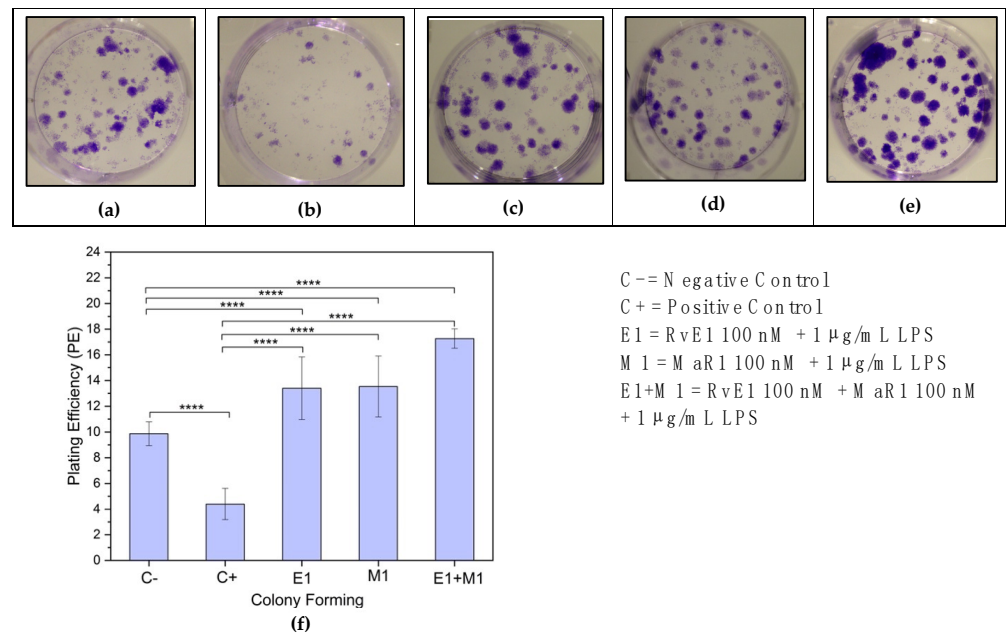 (a)
(b)
(c)
(d)
(e)
24
22
20
18
16
14
12
10
8
6
4
2
0
Plating Efficiency (PE)
****
****
****
****
****
****
****
C-
C+
E1
M1
E1+M1
Colony Forming
(f)
C-= Negative Control
C+= Positive Control
E1 = RvE1 100 nM + 1 μg/mL LPS
M1 = MaR1 100 nM + 1 μg/mL LPS
E1+M1 = RvE1 100 nM + MaR1 100 nM
+ 1 μg/mL LPS